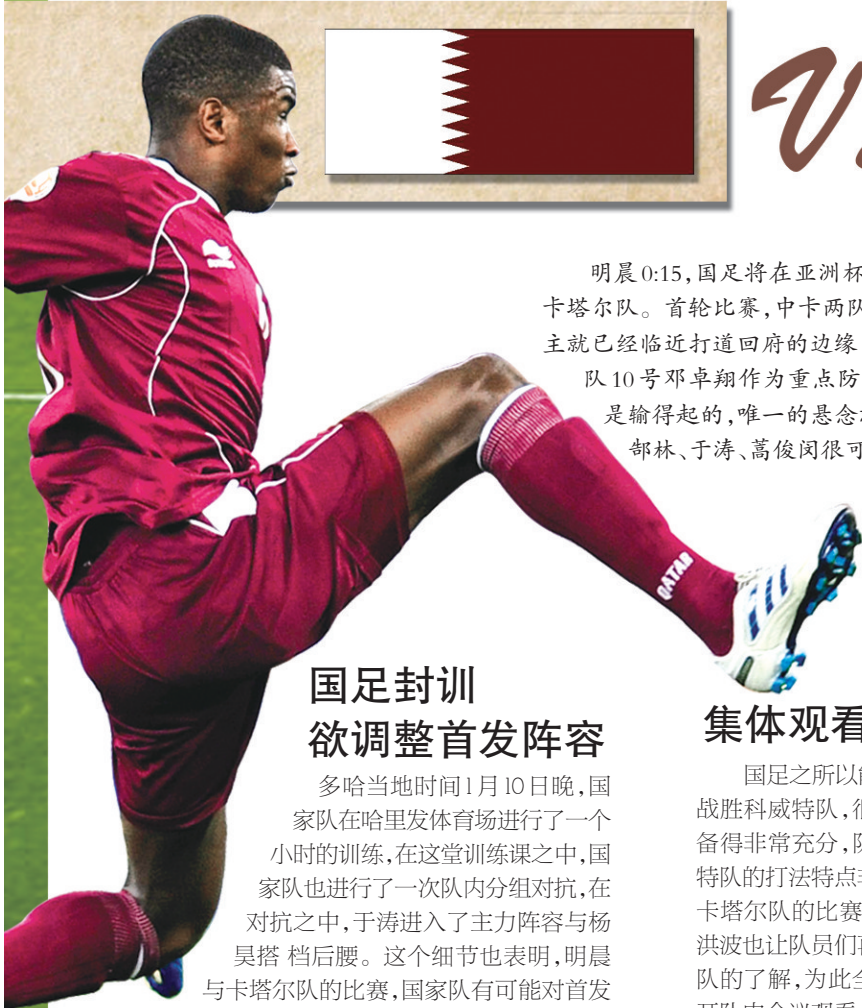 V
明晨0:15,国足将在亚洲杯
卡塔尔队。首轮比赛,中卡两队
主就已经临近打道回府的边缘
队10号邓卓翔作为重点防
是输得起的,唯一的悬念
郜林、于涛、蒿俊闵很可
QATAR
国足封训
欲调整首发阵容
多哈当地时间1月10日晚,国
家队在哈里发体育场进行了一个
小时的训练,在这堂训练课之中,国
家队也进行了一次队内分组对抗,在
对抗之中,于涛进入了主力阵容与杨
昊搭 档后腰。这个细节也表明,明晨
与卡塔尔队的比赛,国家队有可能对首发
集体观看
国足之所以能
战胜科威特队,很
备得非常充分,队
特队的打法特点非
卡塔尔队的比赛
洪波也让队员们
队的了解,为此全